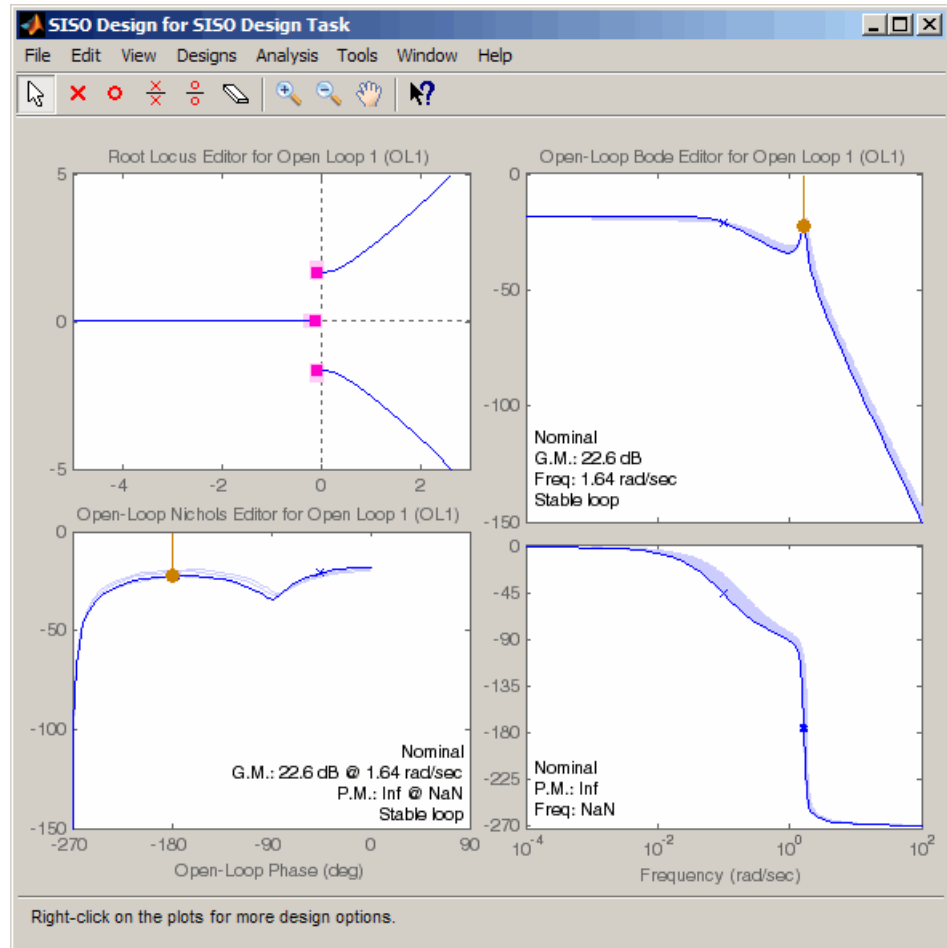 SISO Design for SISO Design Task
File Edit View Designs Analysis Tools Window Help
Root Locus Editor for Open Loop 1 (OL1)
5
0
-5
-4 -2 0 2
Open-Loop Bode Editor for Open Loop 1 (OL1)
0
-50
-100
-150
Nominal
G.M.: 22.6 dB
Freq: 1.64 rad/sec
Stable loop
Open-Loop Nichols Editor for Open Loop 1 (OL1)
0
-50
-100
-150
Nominal
G.M.: 22.6 dB @ 1.64 rad/sec
P.M.: Inf @ NaN
Stable loop
-270 -180 -90 0 90
Open-Loop Phase (deg)
0
-45
-90
-135
-180
-225
-270
Nominal
P.M.: Inf
Freq: NaN
10^-4 10^-2 10^0 10^2
Frequency (rad/sec)
Right-click on the plots for more design options.